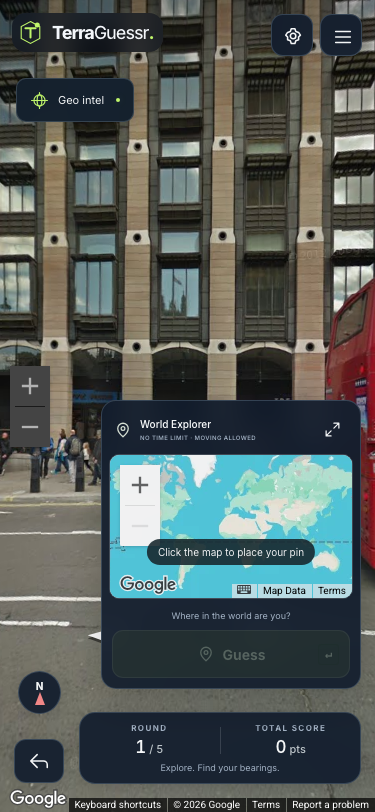 TerraGuessr.
Geo intel
World Explorer
NO TIME LIMIT · MOVING ALLOWED
Click the map to place your pin
Google
Map Data
Terms
Where in the world are you?
Guess
N
ROUND
TOTAL SCORE
1 / 5
0 pts
Explore. Find your bearings.
Google
Keyboard shortcuts
© 2026 Google
Terms
Report a problem